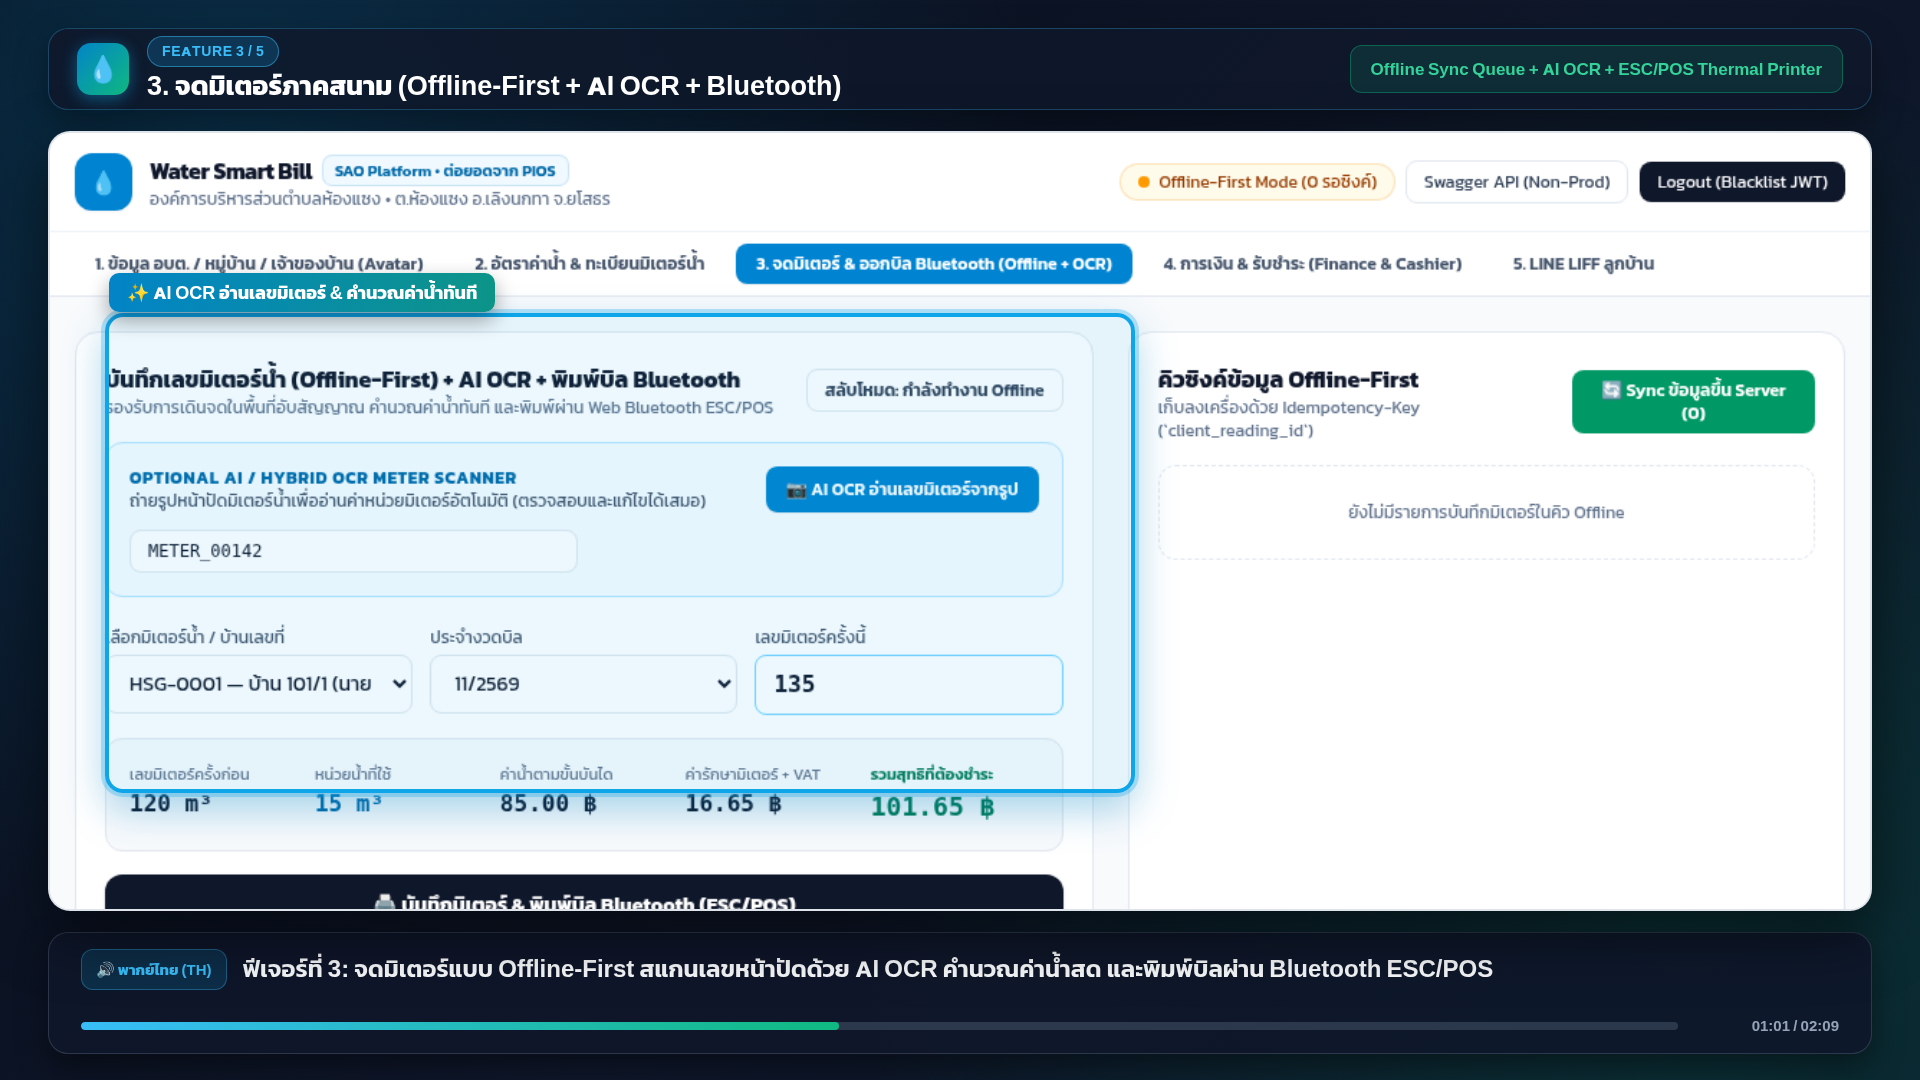 FEATURE 3 / 5
3. จดมิเตอร์ภาคสนาม (Offline-First + AI OCR + Bluetooth)
Offline Sync Queue + AI OCR + ESC/POS Thermal Printer
Water Smart Bill
SAO Platform • ต่อยอดจาก PIOS
องค์การบริหารส่วนตำบลห้องแซง • ต.ห้องแซง อ.เลิงนกทา จ.ยโสธร
Offline-First Mode (0 รอซิงค์)
Swagger API (Non-Prod)
Logout (Blacklist JWT)
1. ข้อมูล อบต. / หมู่บ้าน / เจ้าของบ้าน (Avatar)
2. อัตราค่าน้ำ & ทะเบียนมิเตอร์น้ำ
3. จดมิเตอร์ & ออกบิล Bluetooth (Offline + OCR)
4. การเงิน & รับชำระ (Finance & Cashier)
5. LINE LIFF ลูกบ้าน
✨ AI OCR อ่านเลขมิเตอร์ & คำนวณค่าน้ำทันที
บันทึกเลขมิเตอร์น้ำ (Offline-First) + AI OCR + พิมพ์บิล Bluetooth
รองรับการเดินจดในพื้นที่อับสัญญาณ คำนวณค่าน้ำทันที และพิมพ์ผ่าน Web Bluetooth ESC/POS
สลับโหมด: กำลังทำงาน Offline
OPTIONAL AI / HYBRID OCR METER SCANNER
ถ่ายรูปหน้าปัดมิเตอร์น้ำเพื่ออ่านค่าหน่วยมิเตอร์อัตโนมัติ (ตรวจสอบและแก้ไขได้เสมอ)
📷 AI OCR อ่านเลขมิเตอร์จากรูป
METER_00142
เลือกมิเตอร์น้ำ / บ้านเลขที่
ประจำงวดบิล
เลขมิเตอร์ครั้งนี้
HSG-0001 — บ้าน 101/1 (นาย
11/2569
135
เลขมิเตอร์ครั้งก่อน
หน่วยน้ำที่ใช้
ค่าน้ำตามขั้นบันได
ค่ารักษามิเตอร์ + VAT
รวมสุทธิที่ต้องชำระ
120 m³
15 m³
85.00 ฿
16.65 ฿
101.65 ฿
🖨️ บันทึกมิเตอร์ & พิมพ์บิล Bluetooth (ESC/POS)
คิวซิงค์ข้อมูล Offline-First
เก็บลงเครื่องด้วย Idempotency-Key
(`client_reading_id`)
🔄 Sync ข้อมูลขึ้น Server
(0)
ยังไม่มีรายการบันทึกมิเตอร์ในคิว Offline
🔊 พากย์ไทย (TH)
ฟีเจอร์ที่ 3: จดมิเตอร์แบบ Offline-First สแกนเลขหน้าปัดด้วย AI OCR คำนวณค่าน้ำสด และพิมพ์บิลผ่าน Bluetooth ESC/POS
01:01 / 02:09